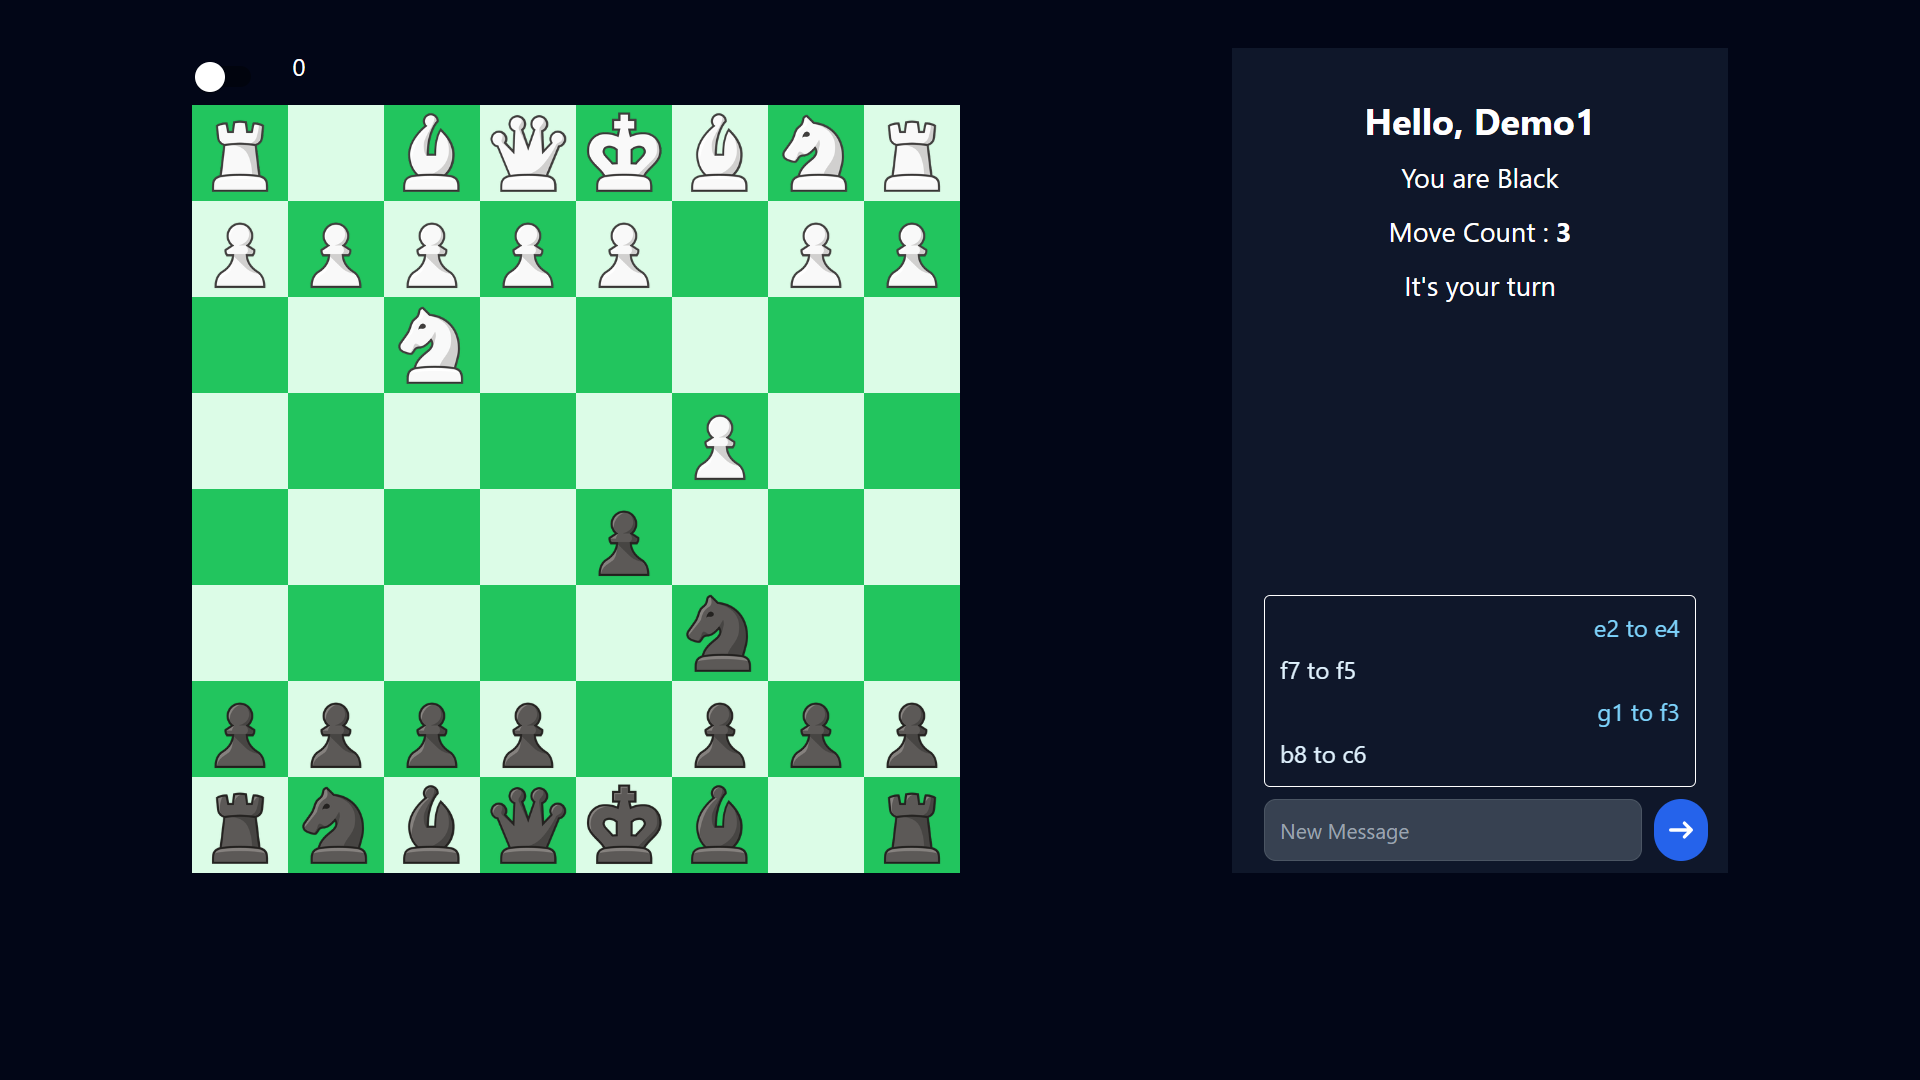 0
Hello, Demo1
You are Black
Move Count : 3
It's your turn
e2 to e4
f7 to f5
g1 to f3
b8 to c6
New Message